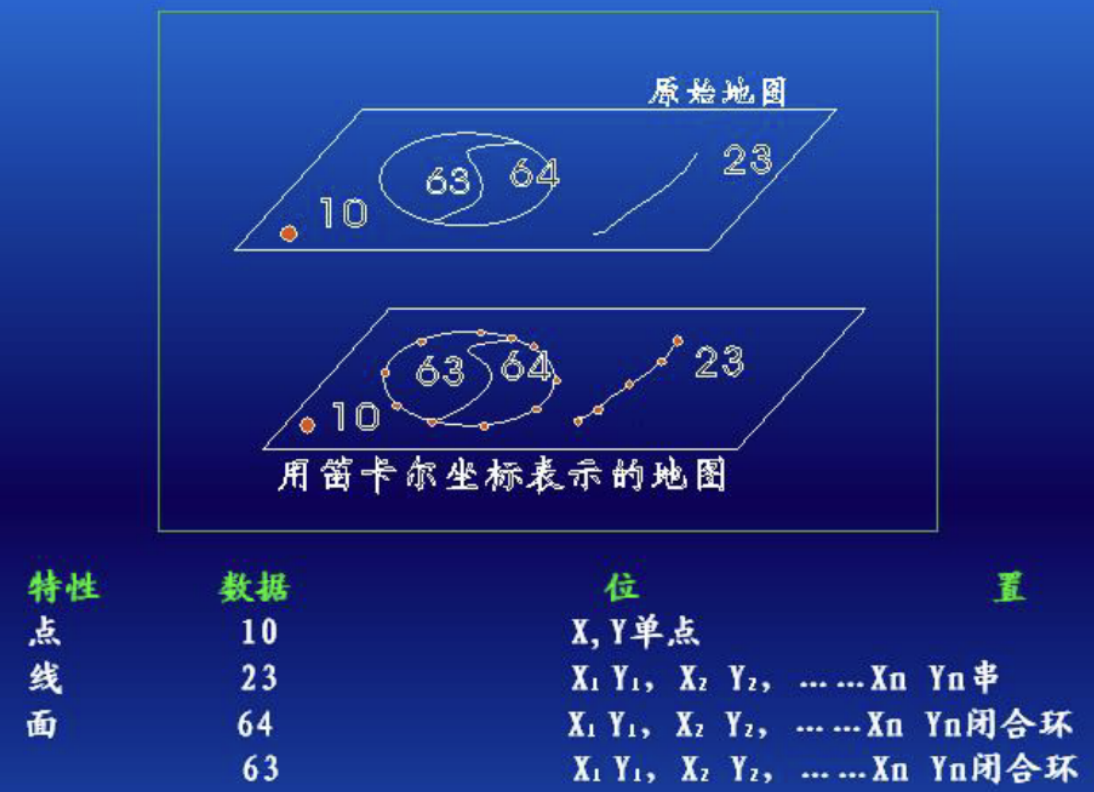 原始地图
63 64 23
10
63 64 23
10
用笛卡尔坐标表示的地图
特性 数据 位 置
点 10 X,Y单点
线 23 X₁ Y₁, X₂ Y₂, ……Xn Yn串
面 64 X₁ Y₁, X₂ Y₂, ……Xn Yn闭合环
63 X₁ Y₁, X₂ Y₂, ……Xn Yn闭合环